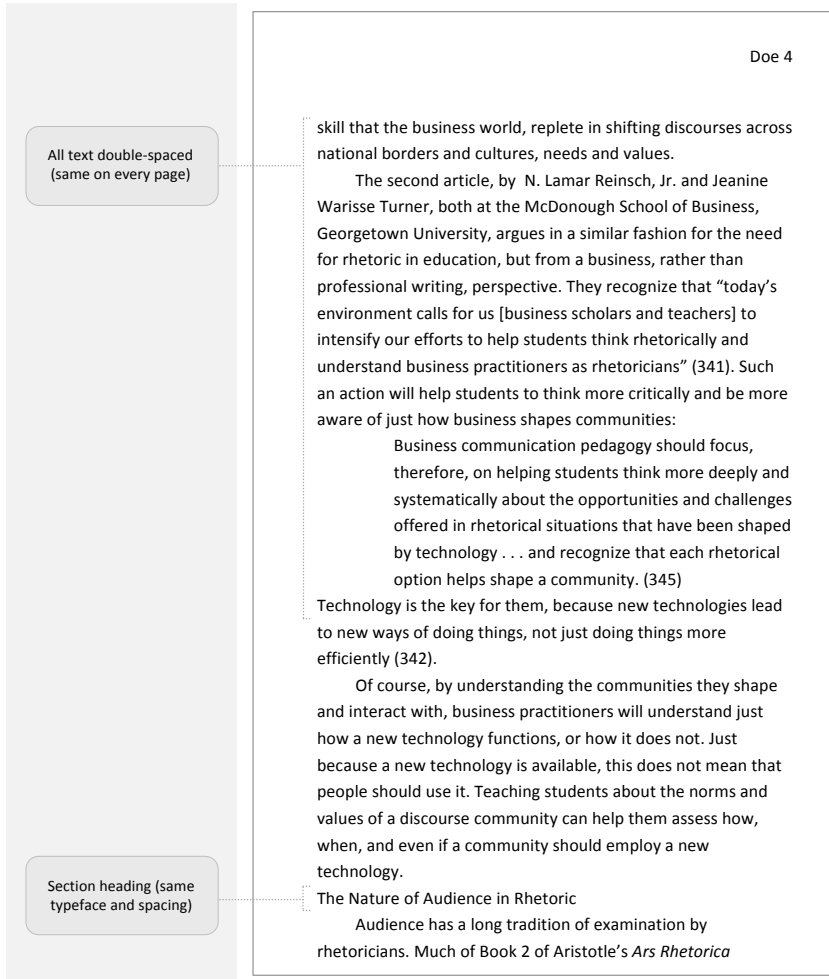 Doe 4
All text double-spaced
(same on every page)
skill that the business world, replete in shifting discourses across
national borders and cultures, needs and values.
The second article, by  N. Lamar Reinsch, Jr. and Jeanine
Warisse Turner, both at the McDonough School of Business,
Georgetown University, argues in a similar fashion for the need
for rhetoric in education, but from a business, rather than
professional writing, perspective. They recognize that “today’s
environment calls for us [business scholars and teachers] to
intensify our efforts to help students think rhetorically and
understand business practitioners as rhetoricians” (341). Such
an action will help students to think more critically and be more
aware of just how business shapes communities:
Business communication pedagogy should focus,
therefore, on helping students think more deeply and
systematically about the opportunities and challenges
offered in rhetorical situations that have been shaped
by technology . . . and recognize that each rhetorical
option helps shape a community. (345)
Technology is the key for them, because new technologies lead
to new ways of doing things, not just doing things more
efficiently (342).
Of course, by understanding the communities they shape
and interact with, business practitioners will understand just
how a new technology functions, or how it does not. Just
because a new technology is available, this does not mean that
people should use it. Teaching students about the norms and
values of a discourse community can help them assess how,
when, and even if a community should employ a new
technology.
Section heading (same
typeface and spacing)
The Nature of Audience in Rhetoric
Audience has a long tradition of examination by
rhetoricians. Much of Book 2 of Aristotle’s Ars Rhetorica